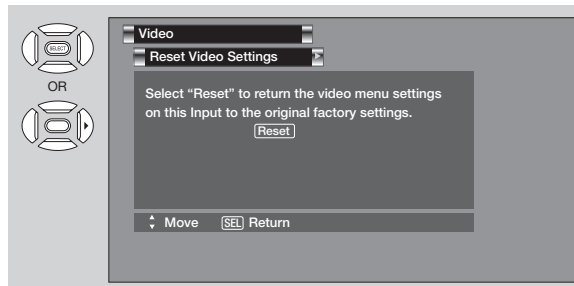 SELECT
OR
Video
Reset Video Settings
Select “Reset” to return the video menu settings
on this Input to the original factory settings.
Reset
Move SEL Return